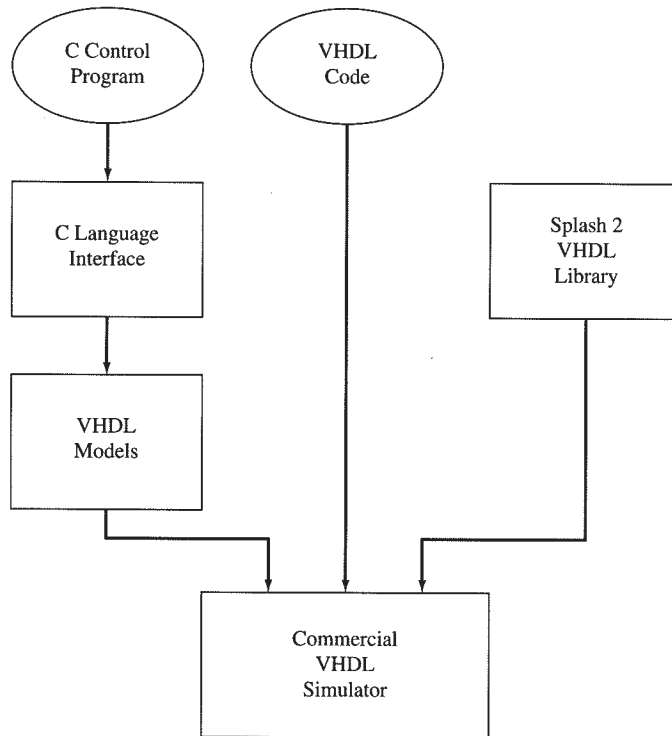 C Control
Program
VHDL
Code
C Language
Interface
Splash 2
VHDL
Library
VHDL
Models
Commercial
VHDL
Simulator